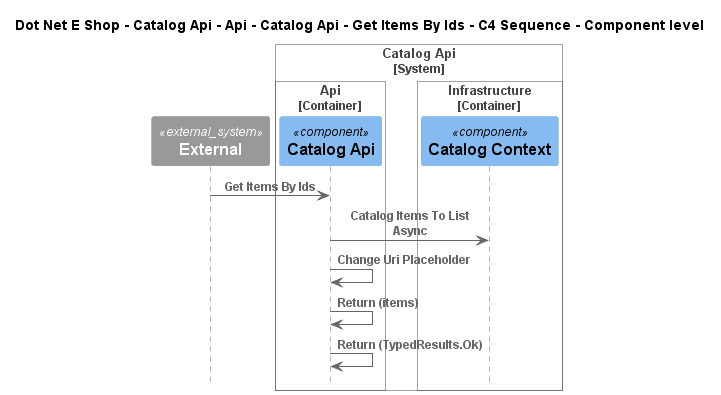 Dot Net E Shop - Catalog Api - Api - Catalog Api - Get Items By Ids - C4 Sequence - Component level
Catalog Api
[System]
Api
[Container]
Infrastructure
[Container]
«external_system»
External
«component»
Catalog Api
«component»
Catalog Context
Get Items By Ids
Catalog Items To List
Async
Change Uri Placeholder
Return (items)
Return (TypedResults.Ok)